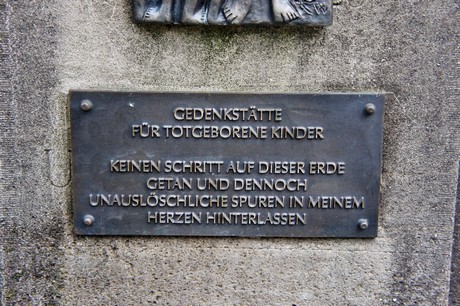 GEDENKSTÄTTE
FÜR TOTGEBORENE KINDER
KEINEN SCHRITT AUF DIESER ERDE
GETAN UND DENNOCH
UNAUSLÖSCHLICHE SPUREN IN MEINEM
HERZEN HINTERLASSEN